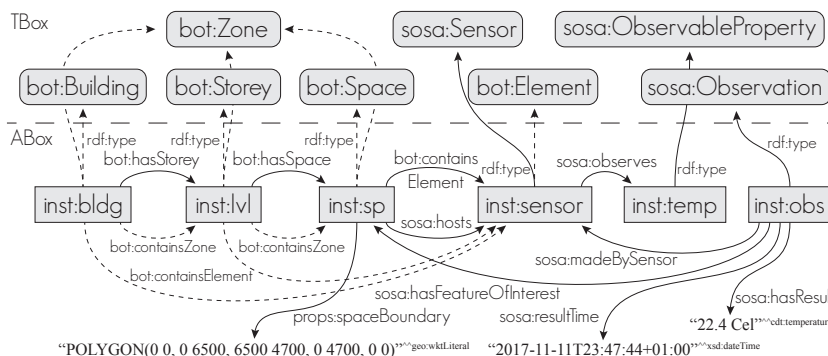 TBox
bot:Zone
sosa:Sensor
sosa:ObservableProperty
bot:Building
bot:Storey
bot:Space
bot:Element
sosa:Observation
ABox
rdf:type
rdf:type
rdf:type
rdf:type
rdf:type
rdf:type
bot:hasStorey
bot:hasSpace
bot:contains
Element
sosa:observes
inst:bldg
inst:lvl
inst:sp
inst:sensor
inst:temp
inst:obs
bot:containsZone
bot:containsZone
sosa:hosts
bot:containsElement
sosa:madeBySensor
sosa:hasFeatureOfInterest
sosa:hasResul
props:spaceBoundary
sosa:resultTime
"22.4 Cel"^^cdt:temperatur
"POLYGON(0 0, 0 6500, 6500 4700, 0 4700, 0 0)"^^geo:wktLiteral
"2017-11-11T23:47:44+01:00"^^xsd:dateTime